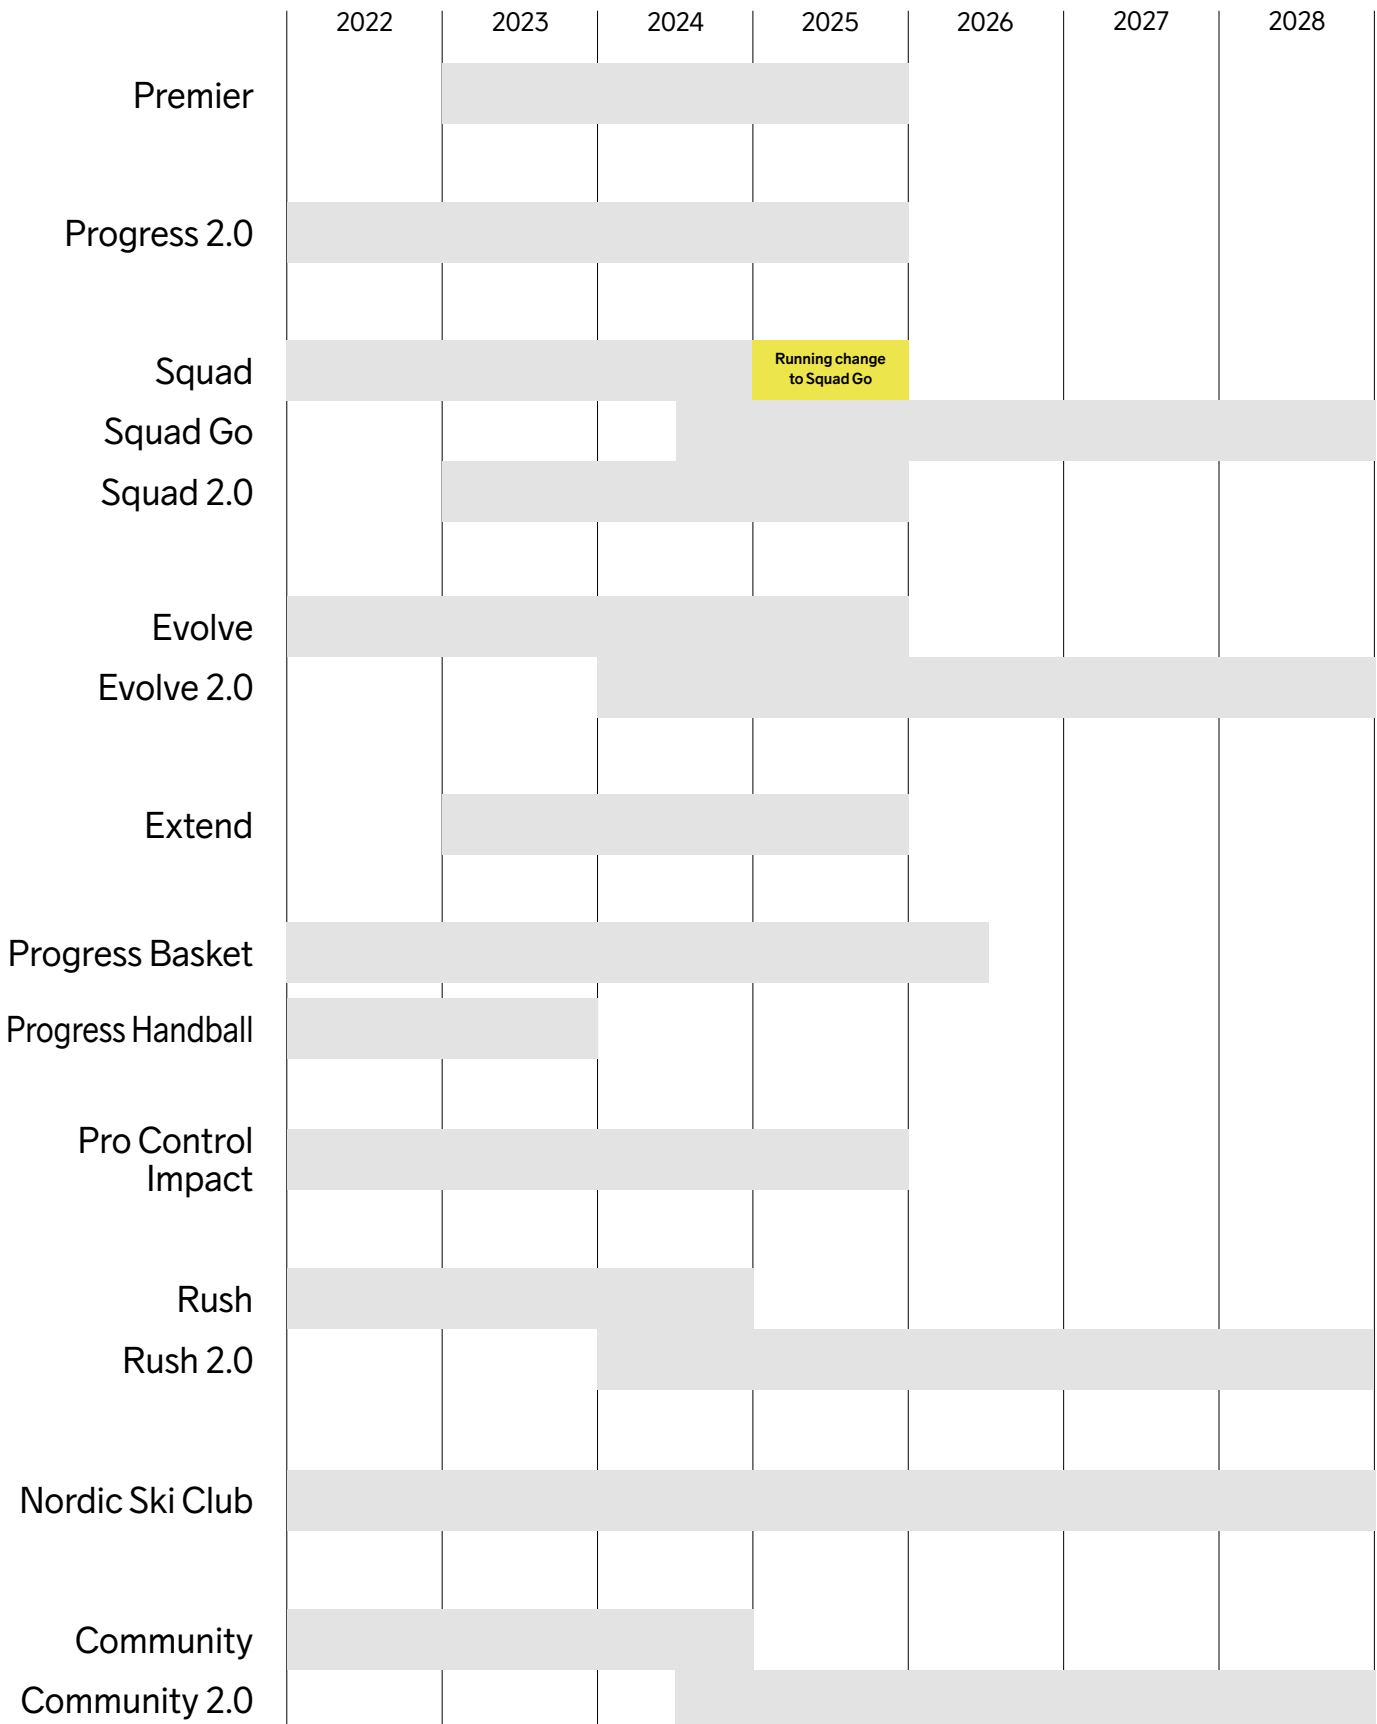 2022 2023 2024 2025 2026 2027 2028
Premier
Progress 2.0
Squad
Running change
to Squad Go
Squad Go
Squad 2.0
Evolve
Evolve 2.0
Extend
Progress Basket
Progress Handball
Pro Control
Impact
Rush
Rush 2.0
Nordic Ski Club
Community
Community 2.0